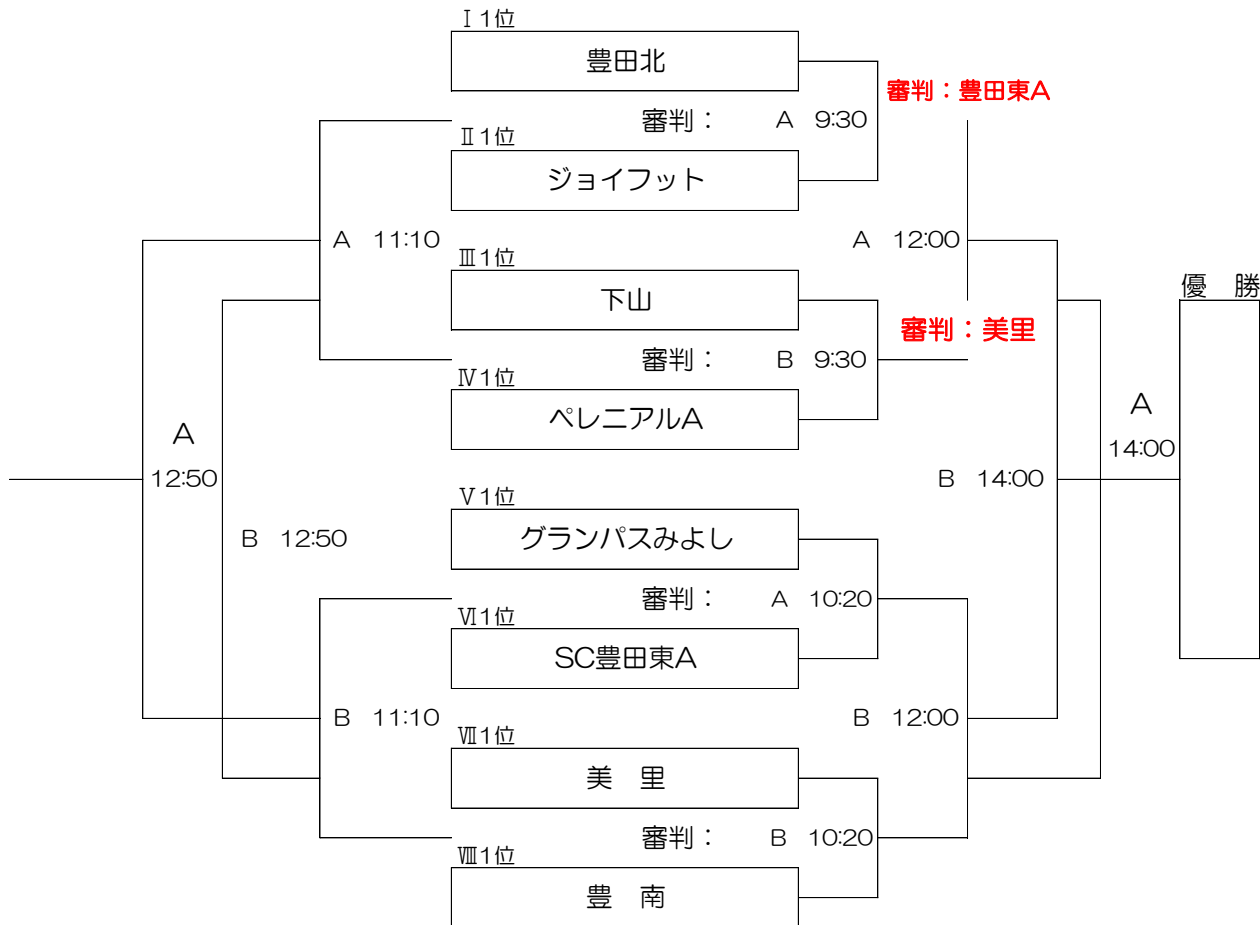 Ⅰ1位
豊田北
審判：豊田東A
審判： A 9:30
Ⅱ1位
ジョイフット
A 11:10
A 12:00
Ⅲ1位
下山
優 勝
審判：美里
審判： B 9:30
Ⅳ1位
ペレニアルA
A
12:50
A
14:00
B 14:00
Ⅴ1位
グランパスみよし
B 12:50
審判： A 10:20
Ⅵ1位
SC豊田東A
B 11:10
B 12:00
Ⅶ1位
美 里
審判： B 10:20
Ⅷ1位
豊 南